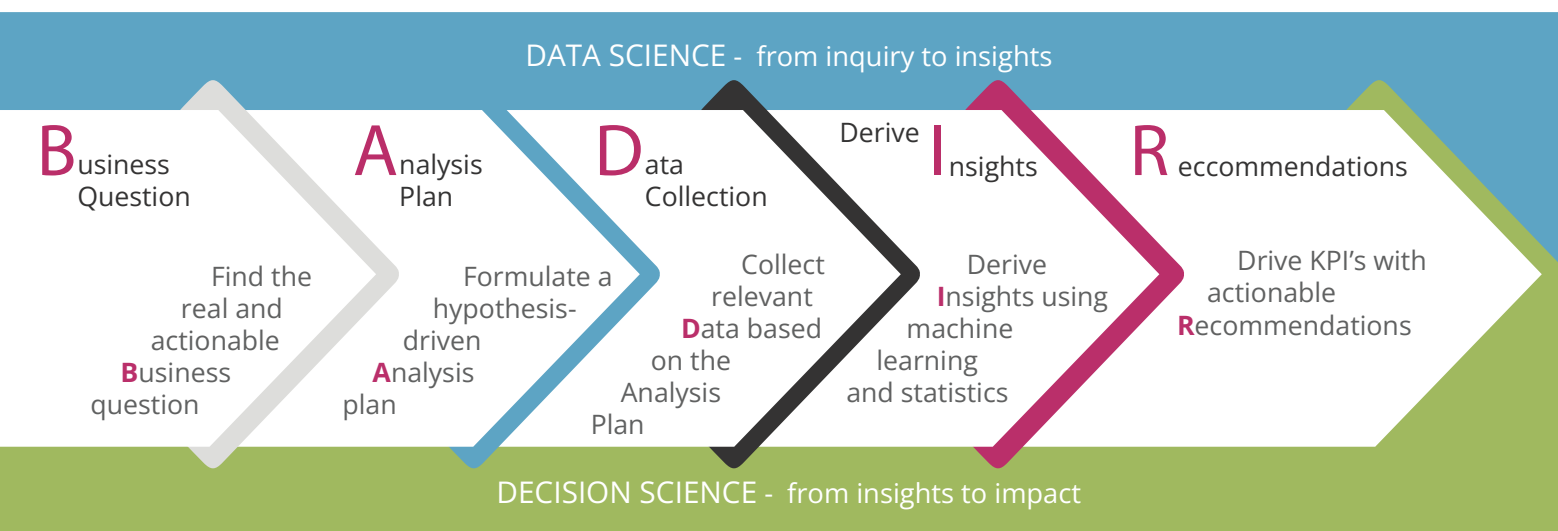 DATA SCIENCE - from inquiry to insights
Business
Question
Find the
real and
actionable
Business
question
Analysis
Plan
Formulate a
hypothesis-
driven
Analysis
plan
Data
Collection
Collect
relevant
Data based
on the
Analysis
Plan
Derive Insights
Derive
Insights using
machine
learning
and statistics
Reccommendations
Drive KPI's with
actionable
Recommendations
DECISION SCIENCE - from insights to impact